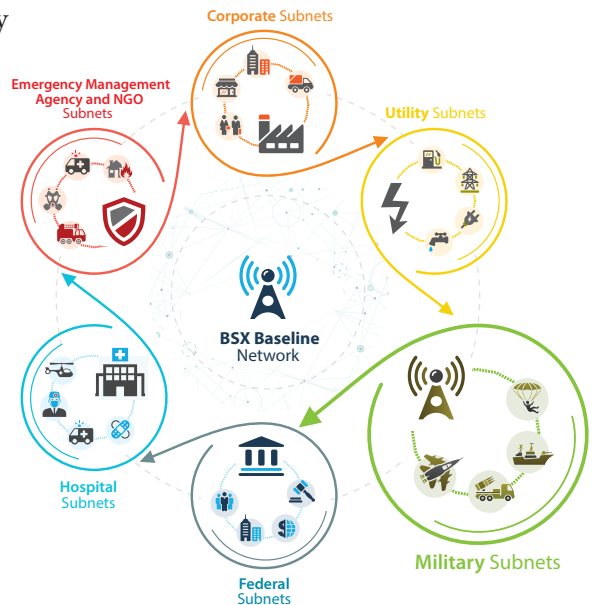 y
Corporate Subnets
Emergency Management
Agency and NGO
Subnets
Utility Subnets
BSX Baseline
Network
Hospital
Subnets
Military Subnets
Federal
Subnets